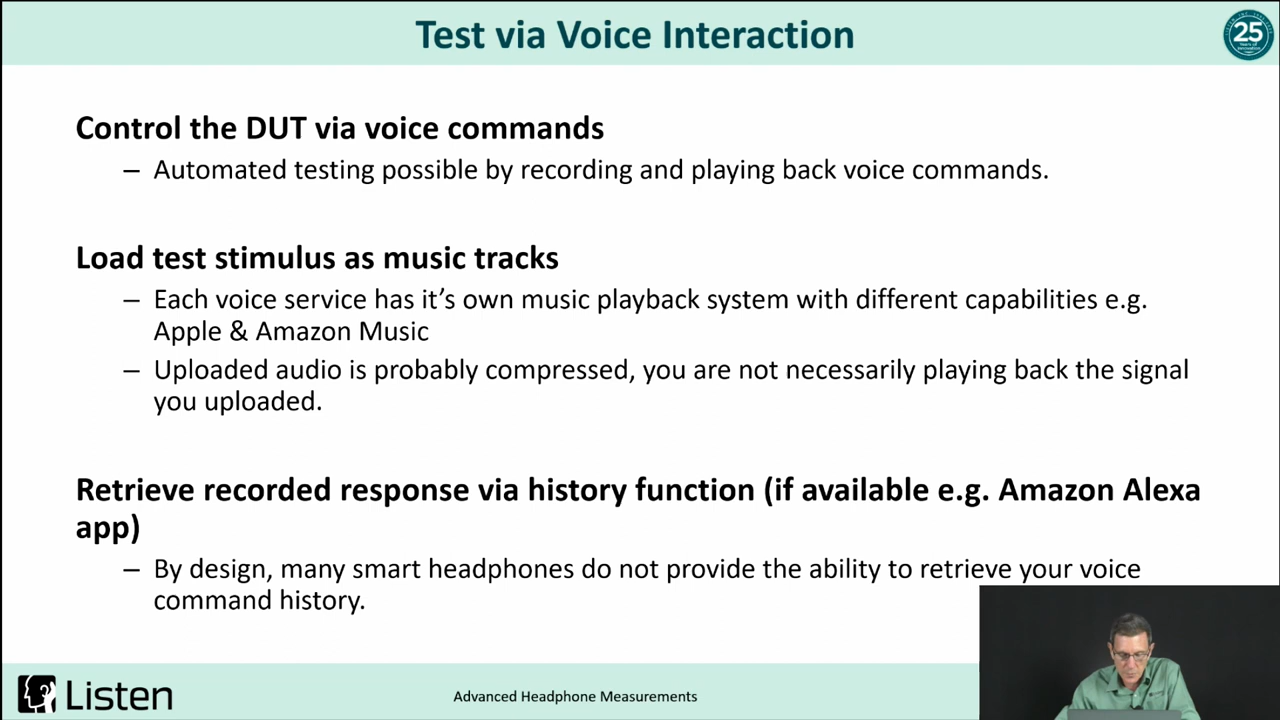 Test via Voice Interaction
25
Control the DUT via voice commands
– Automated testing possible by recording and playing back voice commands.
Load test stimulus as music tracks
– Each voice service has it’s own music playback system with different capabilities e.g.
Apple & Amazon Music
– Uploaded audio is probably compressed, you are not necessarily playing back the signal
you uploaded.
Retrieve recorded response via history function (if available e.g. Amazon Alexa
app)
– By design, many smart headphones do not provide the ability to retrieve your voice
command history.
Listen
Advanced Headphone Measurements